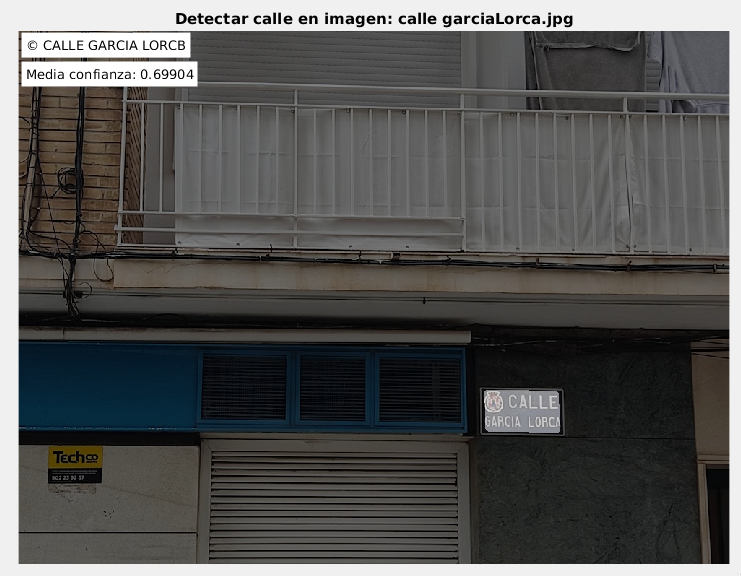 Detectar calle en imagen: calle garciaLorca.jpg
© CALLE GARCIA LORCB
Media confianza: 0.69904
CALLE
GARCIA LORCA
Tech